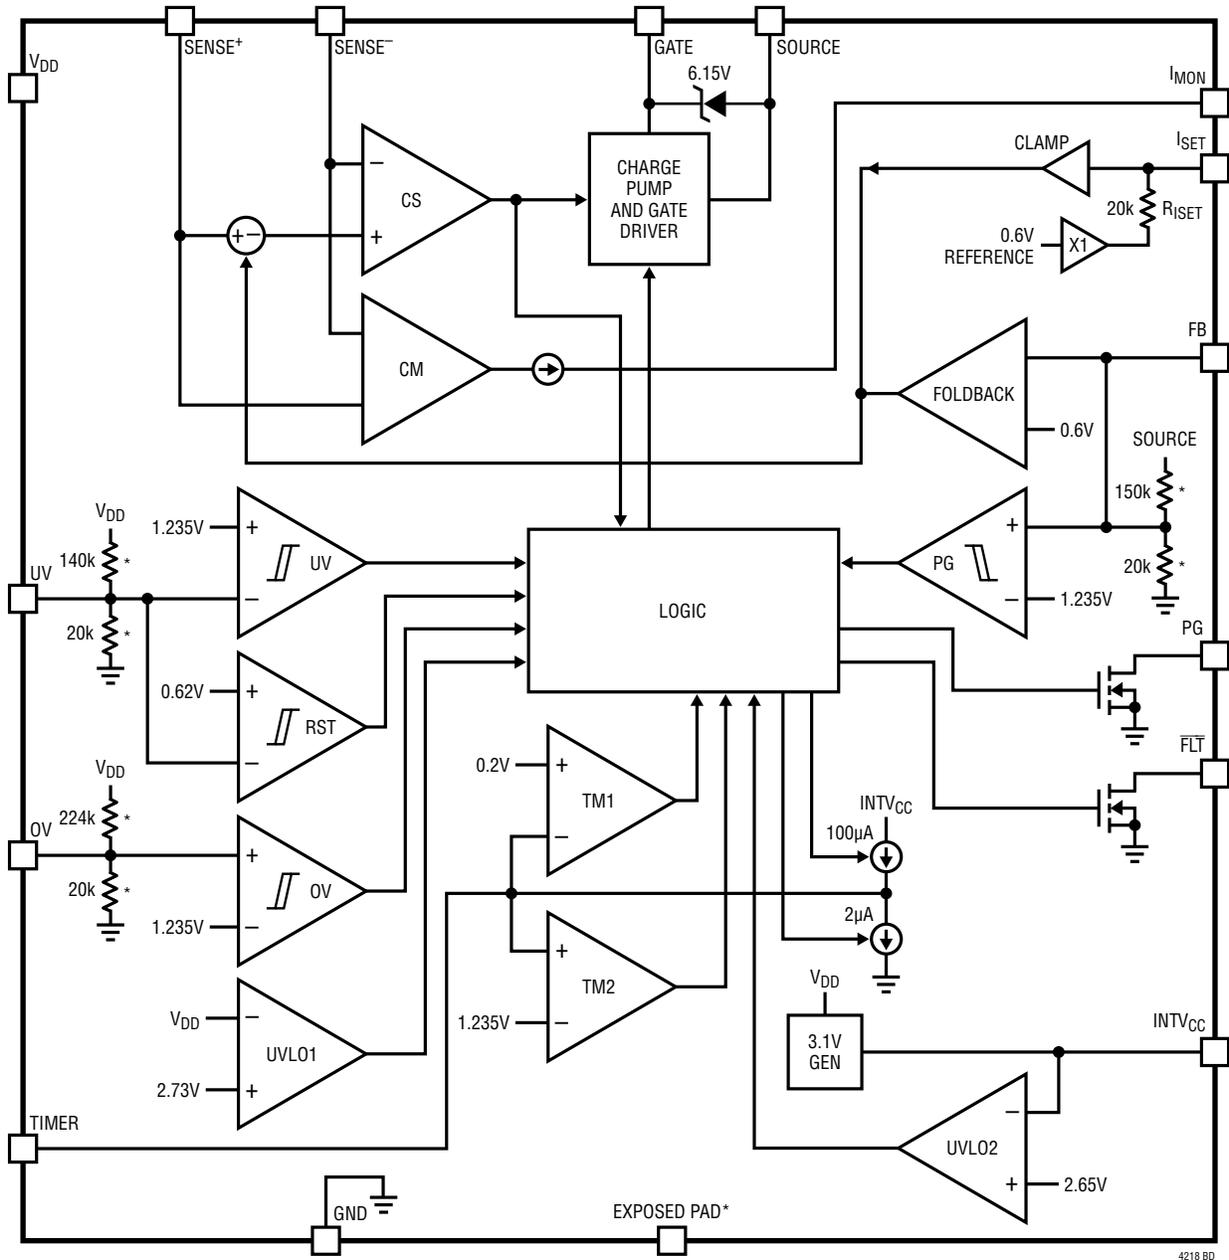 SENSE+
SENSE–
GATE
SOURCE
VDD
6.15V
IMON
CLAMP
ISET
20k RISET
0.6V
REFERENCE
X1
–
CS
+
+–
CHARGE
PUMP
AND GATE
DRIVER
CM
FB
FOLDBACK
0.6V
SOURCE
150k *
20k *
VDD
140k *
UV
20k *
1.235V
+
UV
–
LOGIC
+
PG
–
1.235V
PG
0.62V
+
RST
–
FLT
VDD
224k *
OV
20k *
+
OV
–
1.235V
0.2V
+
TM1
–
INTVCC
100µA
2µA
+
TM2
–
1.235V
VDD
–
UVLO1
+
2.73V
VDD
3.1V
GEN
INTVCC
–
UVLO2
+
2.65V
TIMER
GND
EXPOSED PAD*
4218 BD